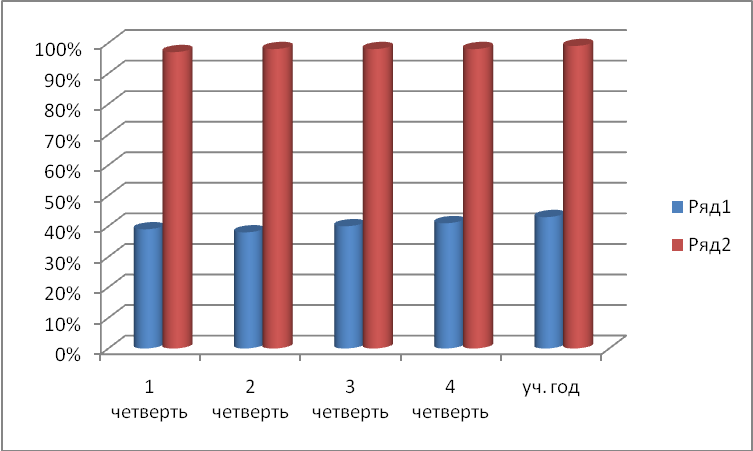 100%
90%
80%
70%
60%
50%
40%
30%
20%
10%
0%
1
четверть
2
четверть
3
четверть
4
четверть
уч. год
Ряд1
Ряд2